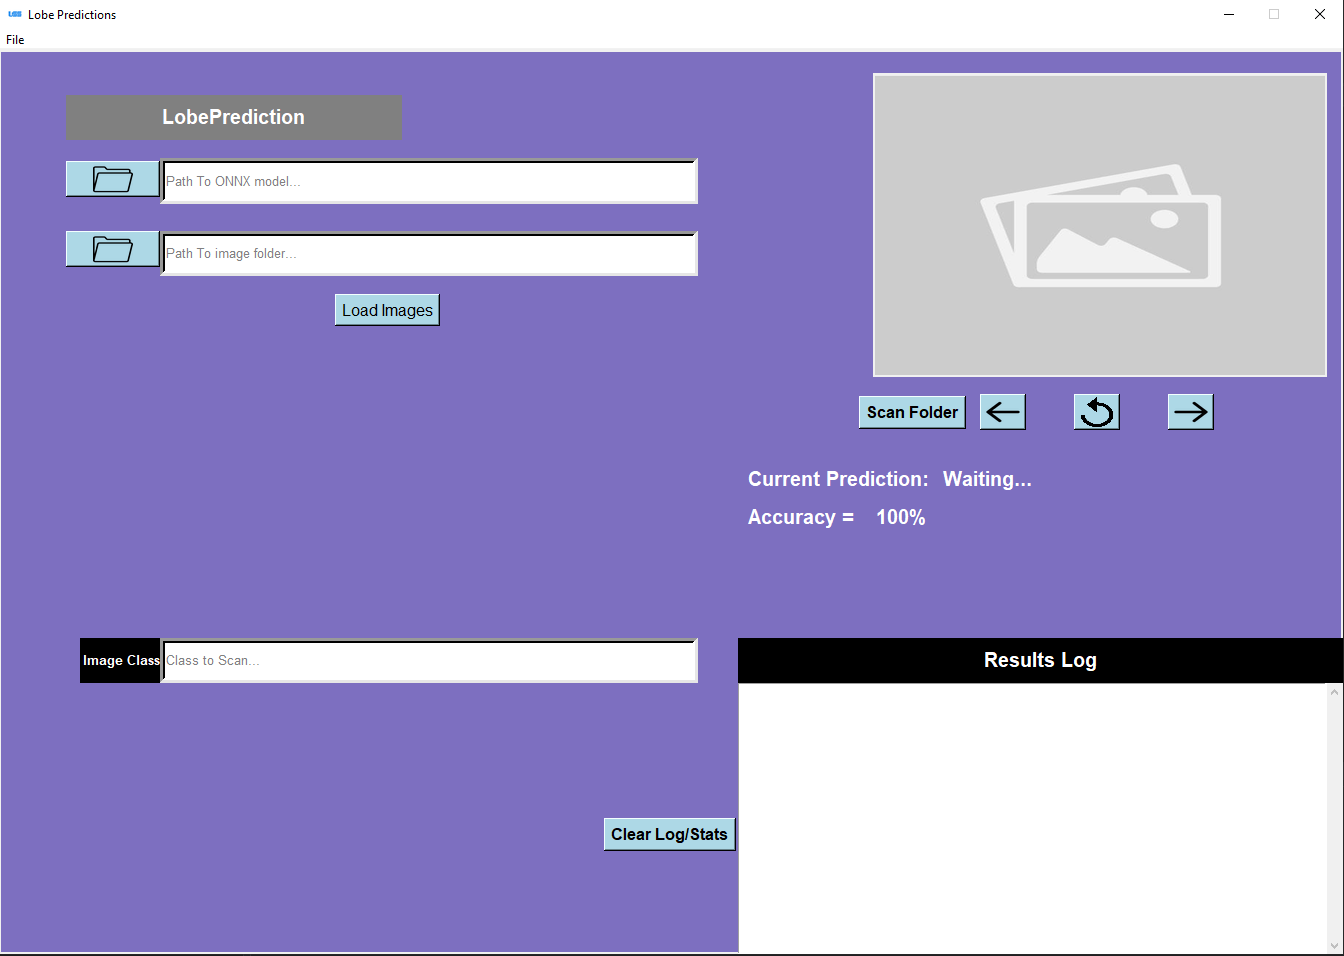 LGS
Lobe Predictions
File
LobePrediction
Path To ONNX model...
Path To image folder...
Load Images
Scan Folder
Current Prediction: Waiting...
Accuracy = 100%
Image Class
Class to Scan...
Results Log
Clear Log/Stats